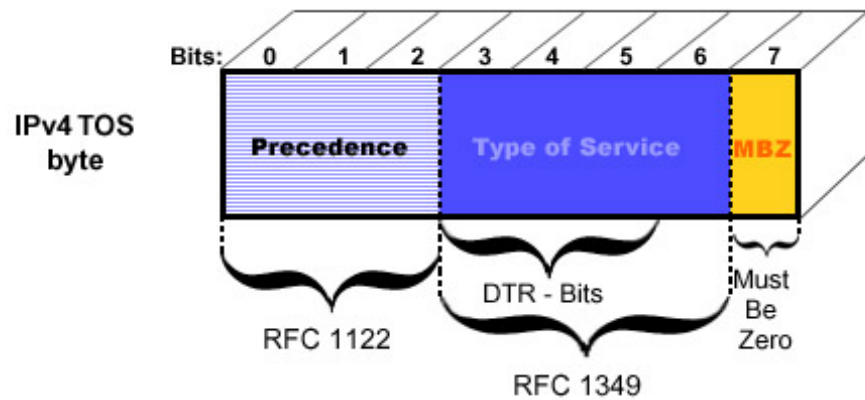 Bits: 0 1 2 3 4 5 6 7
IPv4 TOS
byte
Precedence
Type of Service
MBZ
DTR - Bits
Must
Be
Zero
RFC 1122
RFC 1349